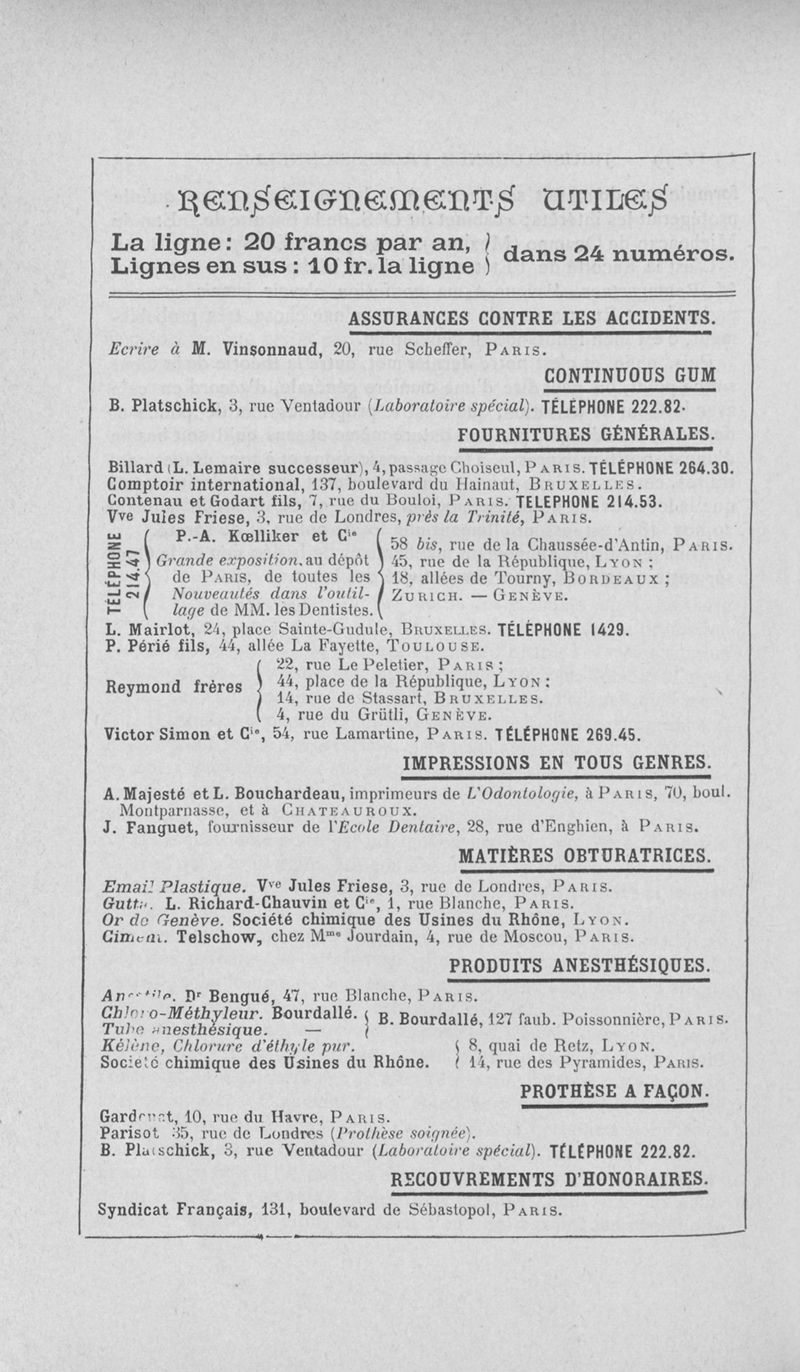 Renseignements utiles
La ligne: 20 francs par an, } dans 24 numéros.
Lignes en sus : 10 fr. la ligne
ASSURANCES CONTRE LES ACCIDENTS.
Ecrire à M. Vinsonnaud, 20, rue Scheffer, PARIS.
CONTINUOUS GUM
B. Platschick, 3, rue Ventadour (Laboratoire spécial). TÉLÉPHONE 222.82.
FOURNITURES GÉNÉRALES.
Billard (L. Lemaire successeur), 4, passage Choiseul, PARIS. TÉLÉPHONE 264.30.
Comptoir international, 137, boulevard du Hainaut, BRUXELLES.
Contenau et Godart fils, 7, rue du Bouloi, PARIS. TELEPHONE 214.53.
Vve Jules Friese, 3, rue de Londres, près la Trinité, PARIS.
TÉLÉPHONE 214.47
P.-A. Kœlliker et Cie
Grande exposition, au dépôt
de PARIS, de toutes les
Nouveautés dans l'outil-
lage de MM. les Dentistes.
58 bis, rue de la Chaussée-d'Antin, PARIS.
45, rue de la République, LYON ;
18, allées de Tourny, BORDEAUX ;
ZURICH. — GENÈVE.
L. Mairlot, 24, place Sainte-Gudule, BRUXELLES. TÉLÉPHONE 1429.
P. Périé fils, 44, allée La Fayette, TOULOUSE.
Reymond frères
22, rue Le Peletier, PARIS ;
44, place de la République, LYON :
14, rue de Stassart, BRUXELLES.
4, rue du Grütli, GENÈVE.
Victor Simon et Cie, 54, rue Lamartine, PARIS. TÉLÉPHONE 269.45.
IMPRESSIONS EN TOUS GENRES.
A. Majesté et L. Bouchardeau, imprimeurs de L'Odontologie, à PARIS, 70, boul.
Montparnasse, et à CHATEAUROUX.
J. Fanguet, fournisseur de l'Ecole Dentaire, 28, rue d'Enghien, à PARIS.
MATIÈRES OBTURATRICES.
Email Plastique. Vve Jules Friese, 3, rue de Londres, PARIS.
Gutta. L. Richard-Chauvin et Cie, 1, rue Blanche, PARIS.
Or de Genève. Société chimique des Usines du Rhône, LYON.
Ciment. Telschow, chez Mme Jourdain, 4, rue de Moscou, PARIS.
PRODUITS ANESTHÉSIQUES.
Dr Bengué, 47, rue Blanche, PARIS.
Chloro-Méthyleur. Bourdallé. } B. Bourdallé, 127 faub. Poissonnière, PARIS.
Tube anesthésique. —
Kélène, Chlorure d'éthyle pur. { 8, quai de Retz, LYON.
Société chimique des Usines du Rhône. { 14, rue des Pyramides, PARIS.
PROTHÈSE A FAÇON.
10, rue du Havre, PARIS.
Parisot 35, rue de Londres (Prothèse soignée).
B. Platschick, 3, rue Ventadour (Laboratoire spécial). TÉLÉPHONE 222.82.
RECOUVREMENTS D'HONORAIRES.
Syndicat Français, 131, boulevard de Sébastopol, PARIS.